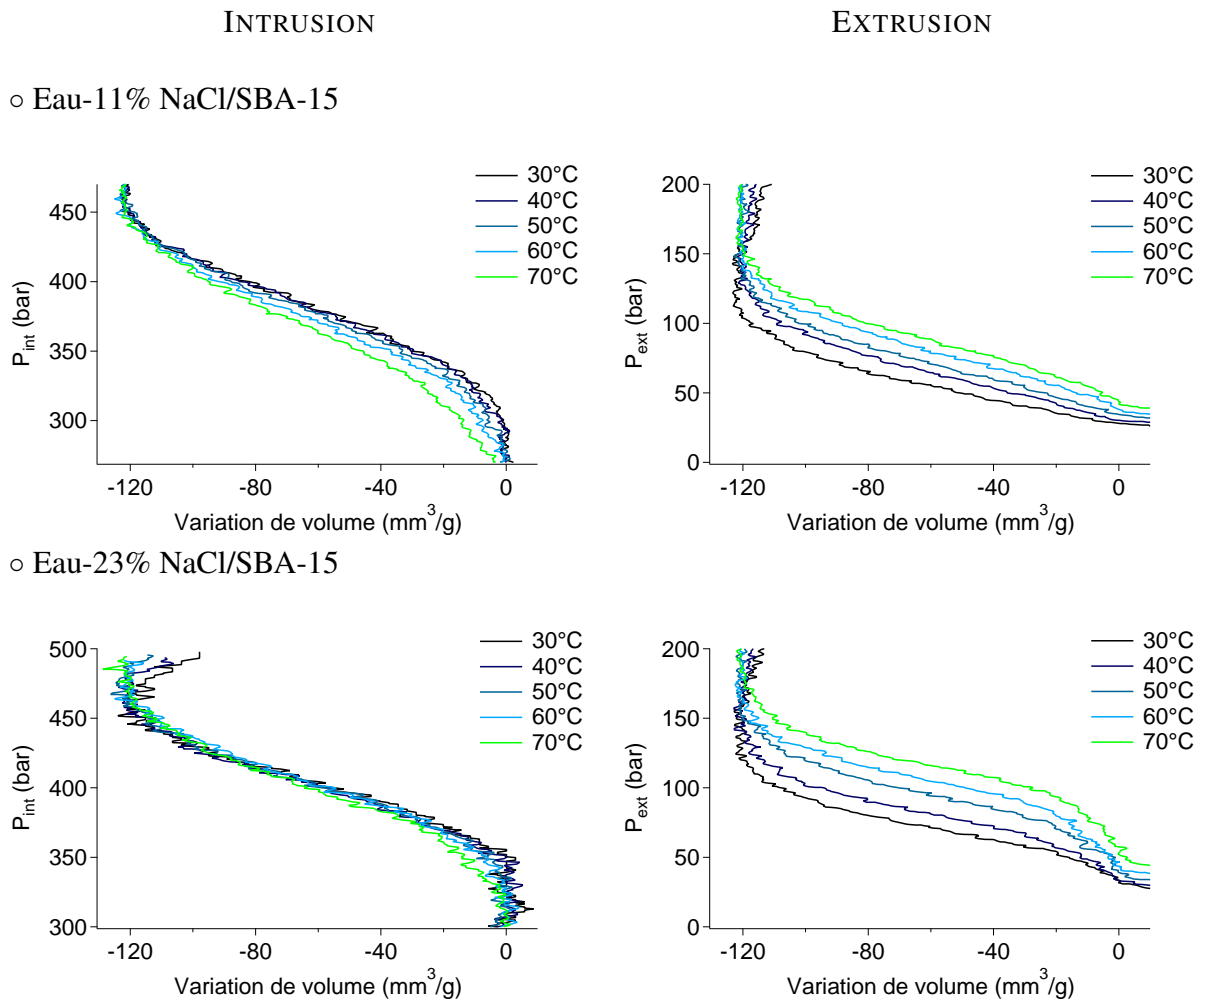 INTRUSION
EXTRUSION
○ Eau-11% NaCl/SBA-15
450
400
350
300
P_int (bar)
-120
-80
-40
0
Variation de volume (mm³/g)
30°C
40°C
50°C
60°C
70°C
200
150
100
50
0
P_ext (bar)
-120
-80
-40
0
Variation de volume (mm³/g)
30°C
40°C
50°C
60°C
70°C
○ Eau-23% NaCl/SBA-15
500
450
400
350
300
P_int (bar)
-120
-80
-40
0
Variation de volume (mm³/g)
30°C
40°C
50°C
60°C
70°C
200
150
100
50
0
P_ext (bar)
-120
-80
-40
0
Variation de volume (mm³/g)
30°C
40°C
50°C
60°C
70°C